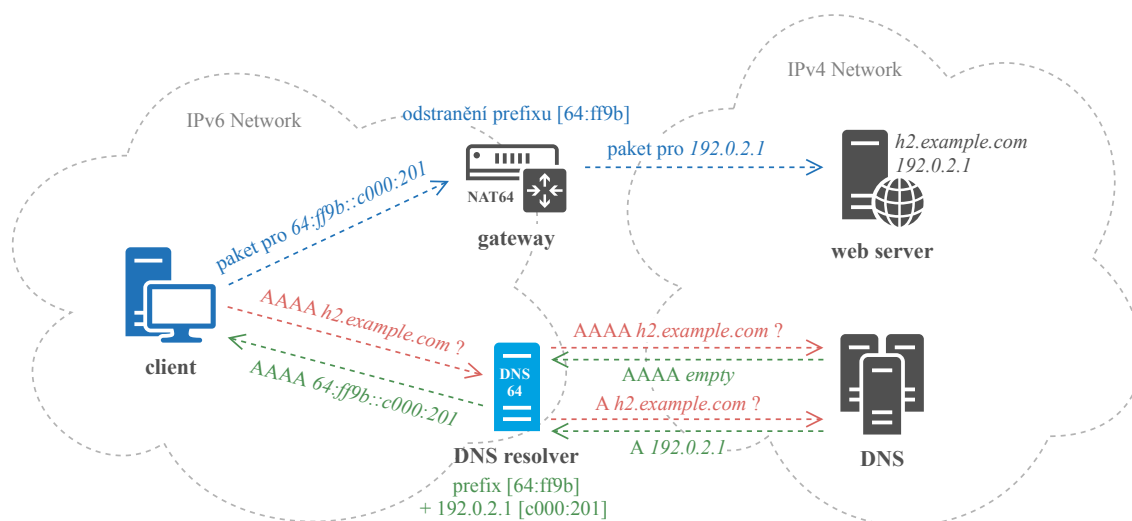 IPv4 Network
IPv6 Network
odstranění prefixu [64:ff9b]
paket pro 64:ff9b::c000:201
NAT64
gateway
paket pro 192.0.2.1
h2.example.com
192.0.2.1
web server
client
AAAA h2.example.com ?
AAAA 64:ff9b::c000:201
DNS
64
DNS resolver
prefix [64:ff9b]
+ 192.0.2.1 [c000:201]
AAAA h2.example.com ?
AAAA empty
A h2.example.com ?
A 192.0.2.1
DNS